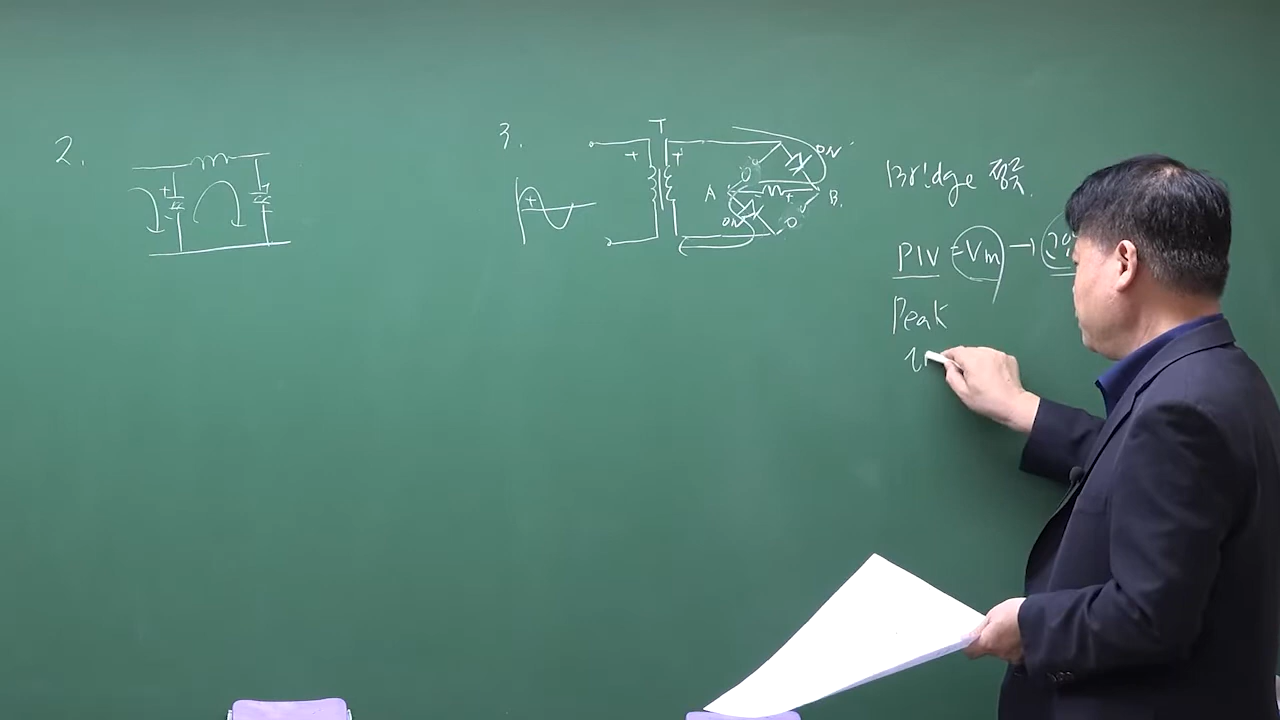 2.
3.
T
+
+
ON
A
+
B
ON
+
Bridge 정류
PIV = Vm →
Peak